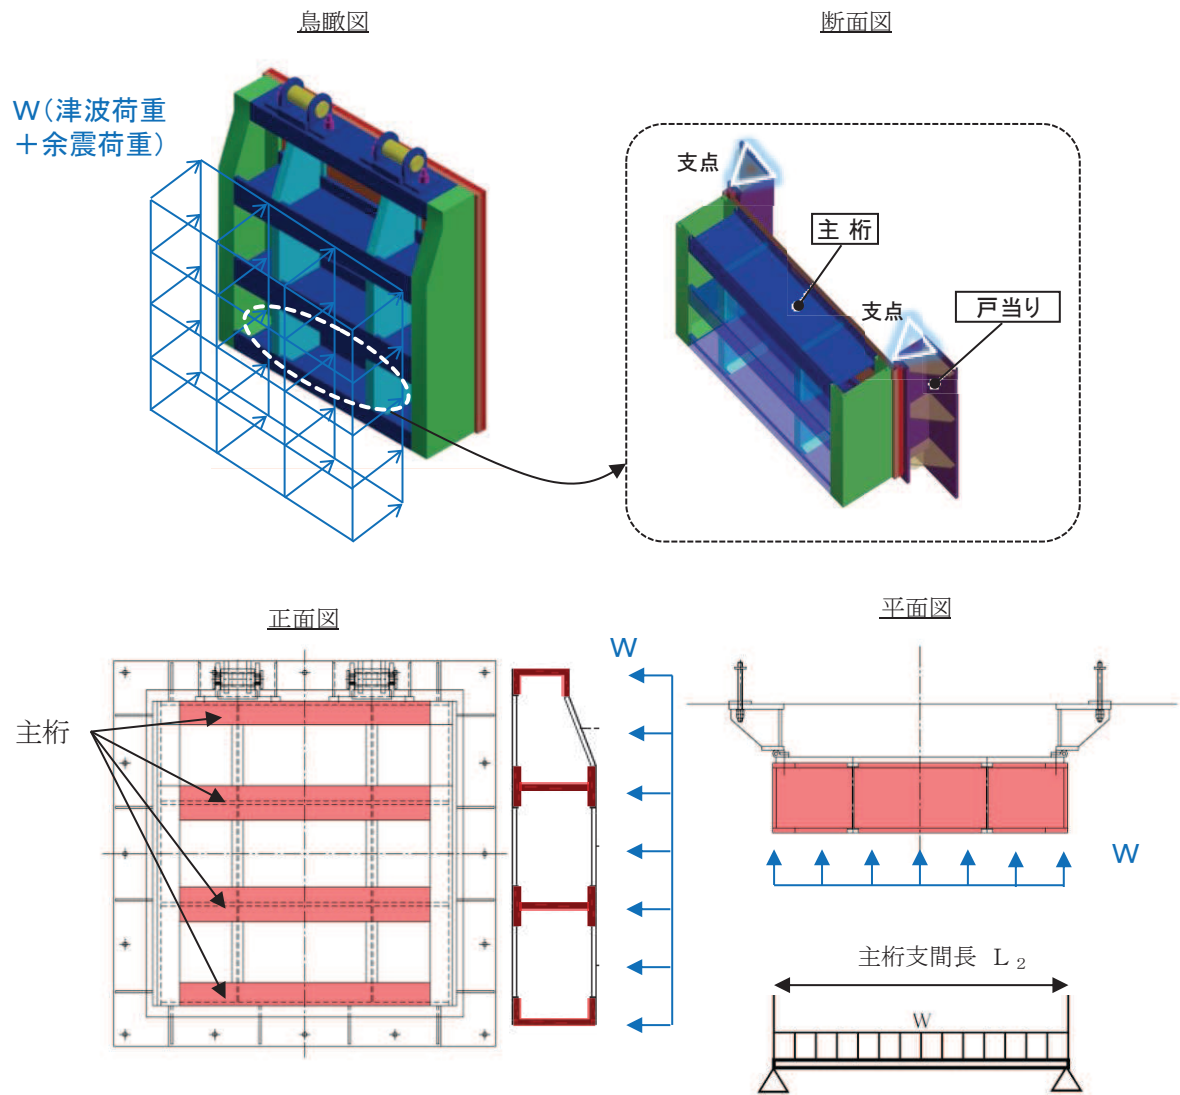 鳥瞰図
断面図
W(津波荷重
+余震荷重)
支点
主 桁
支点
戸当り
正面図
平面図
W
主桁
W
主桁支間長 L₂
W